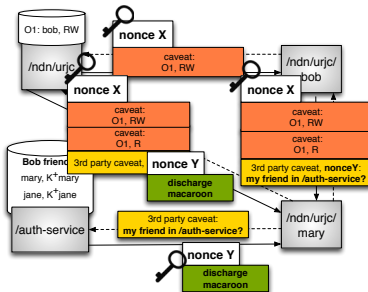 O1: bob, RW
/ndn/urjc
nonce X
caveat:
O1, RW
/ndn/urjc/
bob
nonce X
caveat:
O1, RW
caveat:
O1, R
3rd party caveat,
nonce X
caveat:
O1, RW
caveat:
O1, R
3rd party caveat, nonceY:
my friend in /auth-service?
nonce Y
discharge
macaroon
Bob friend
mary, K+mary
jane, K+jane
/auth-service
3rd party caveat:
my friend in /auth-service?
/ndn/urjc/
mary
nonce Y
discharge
macaroon